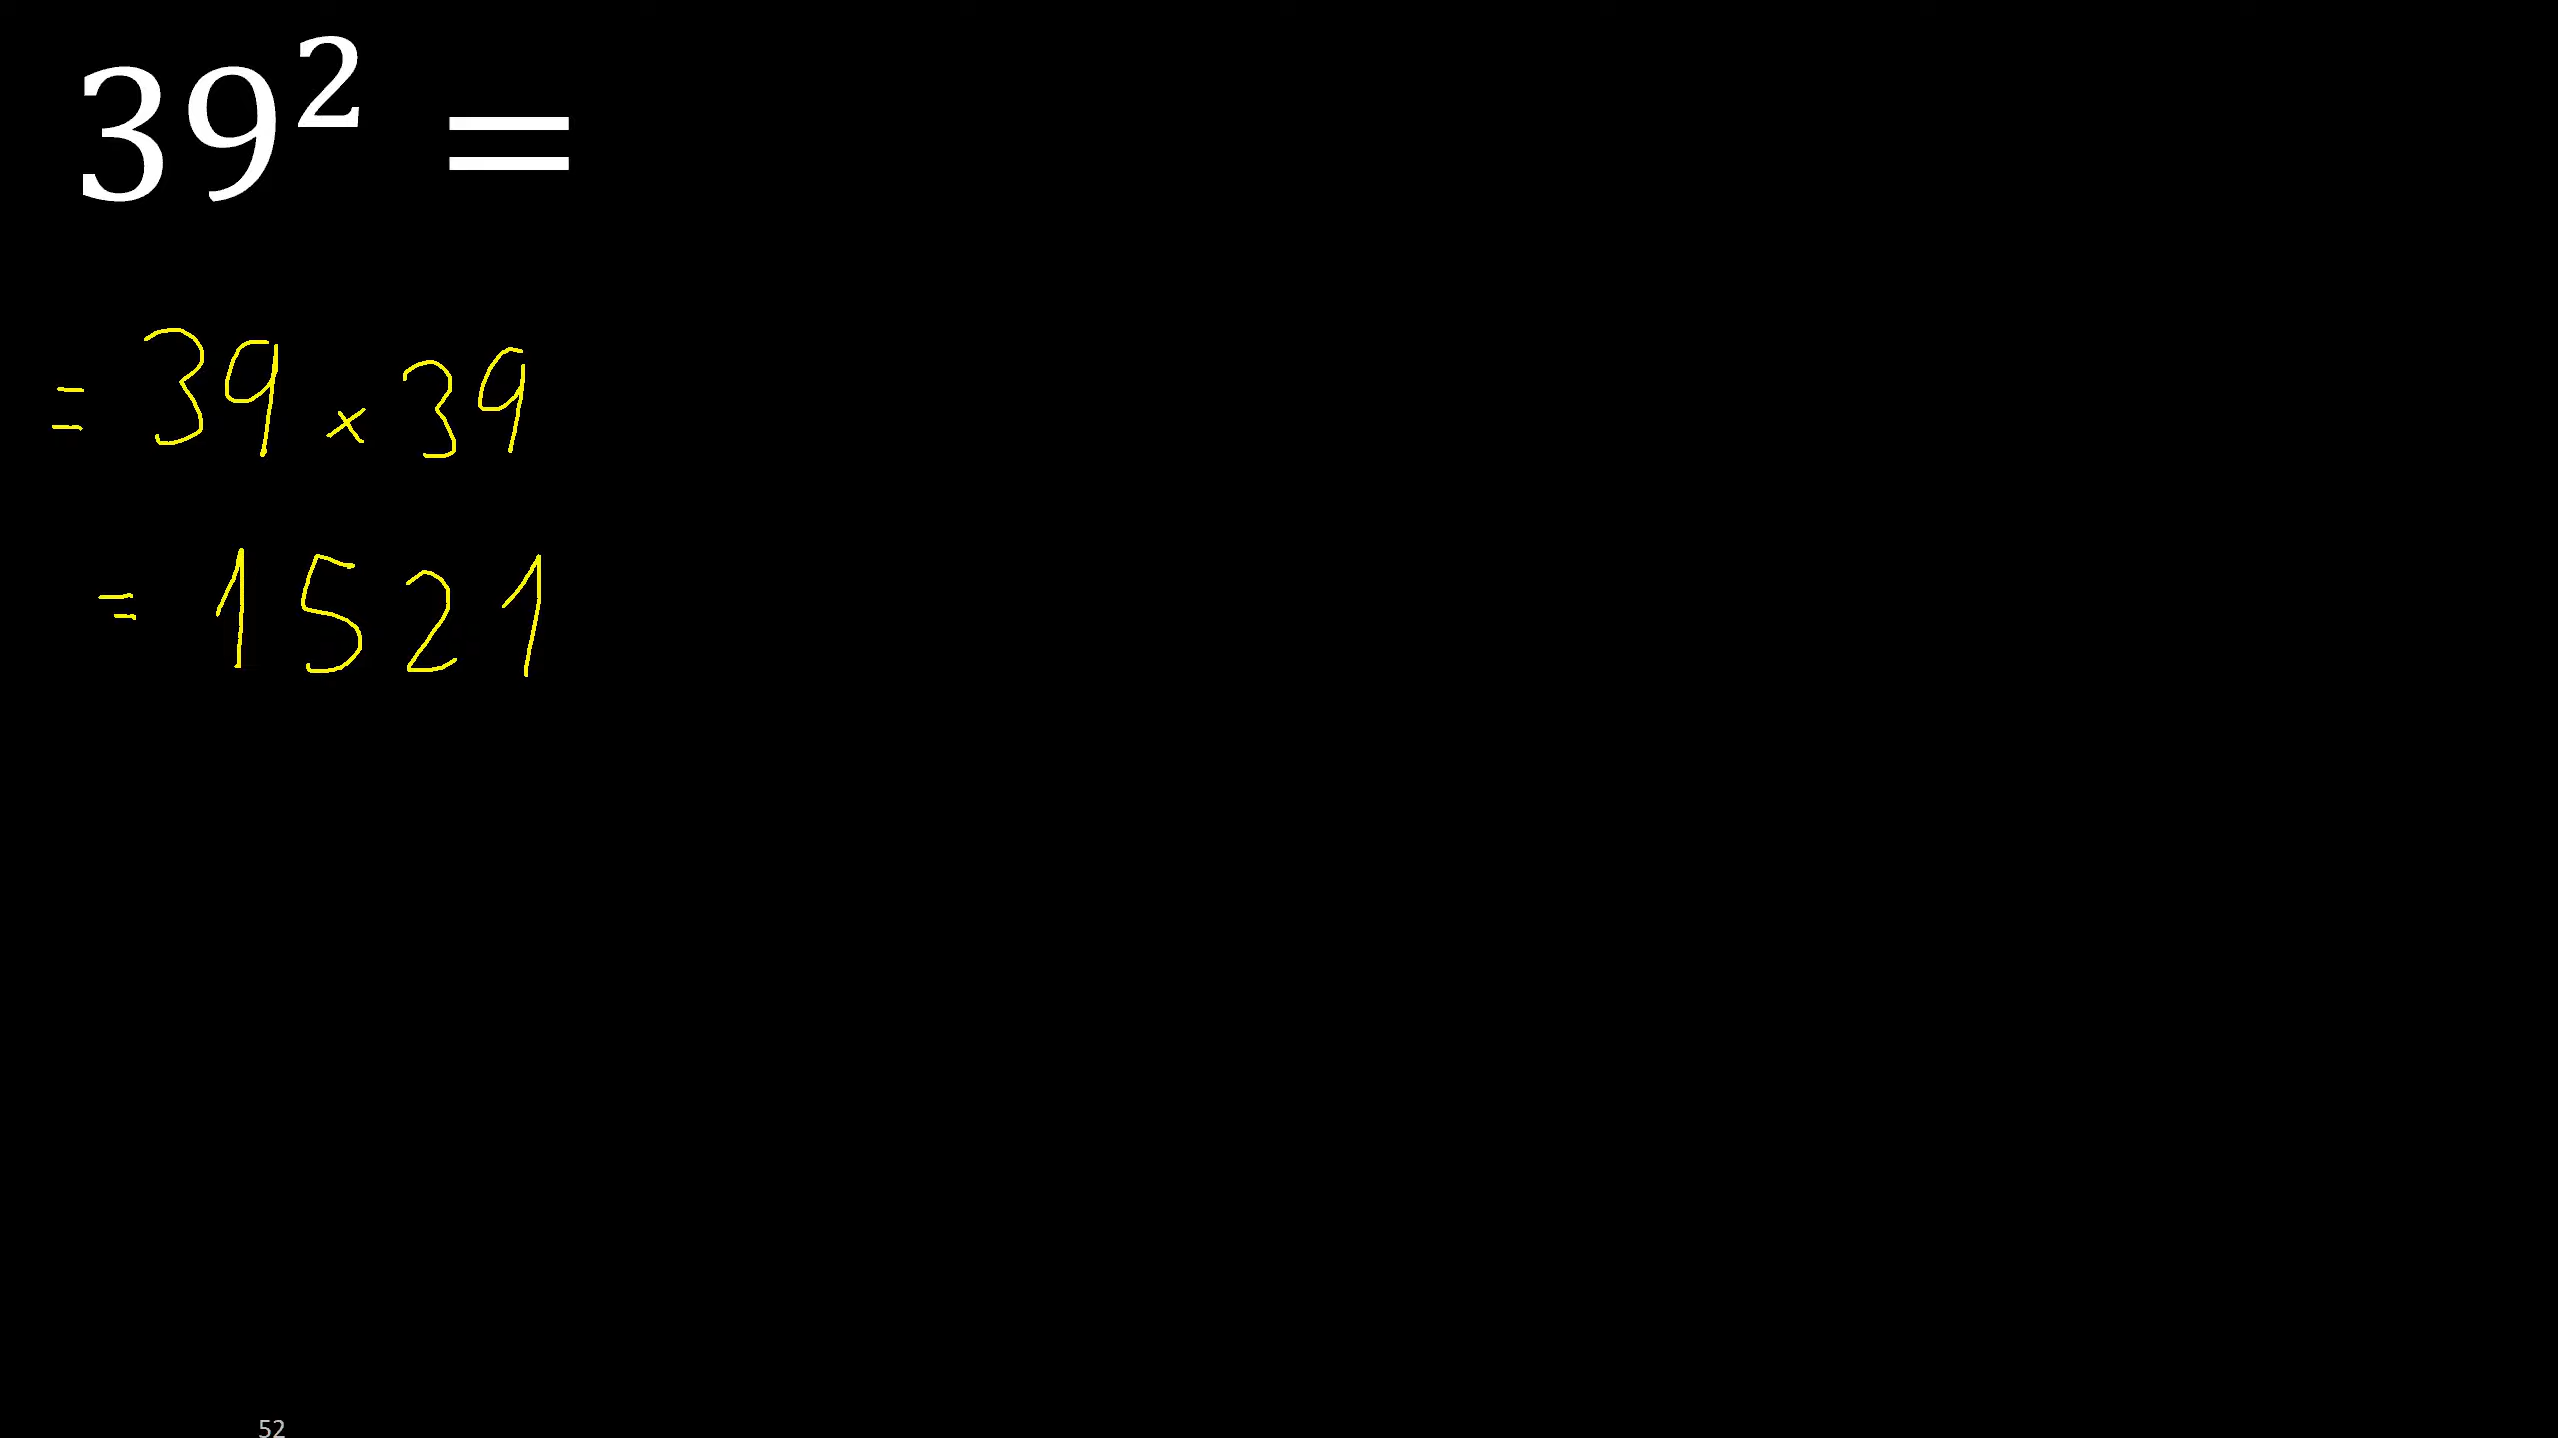 39² =
= 39 × 39
= 1521
52